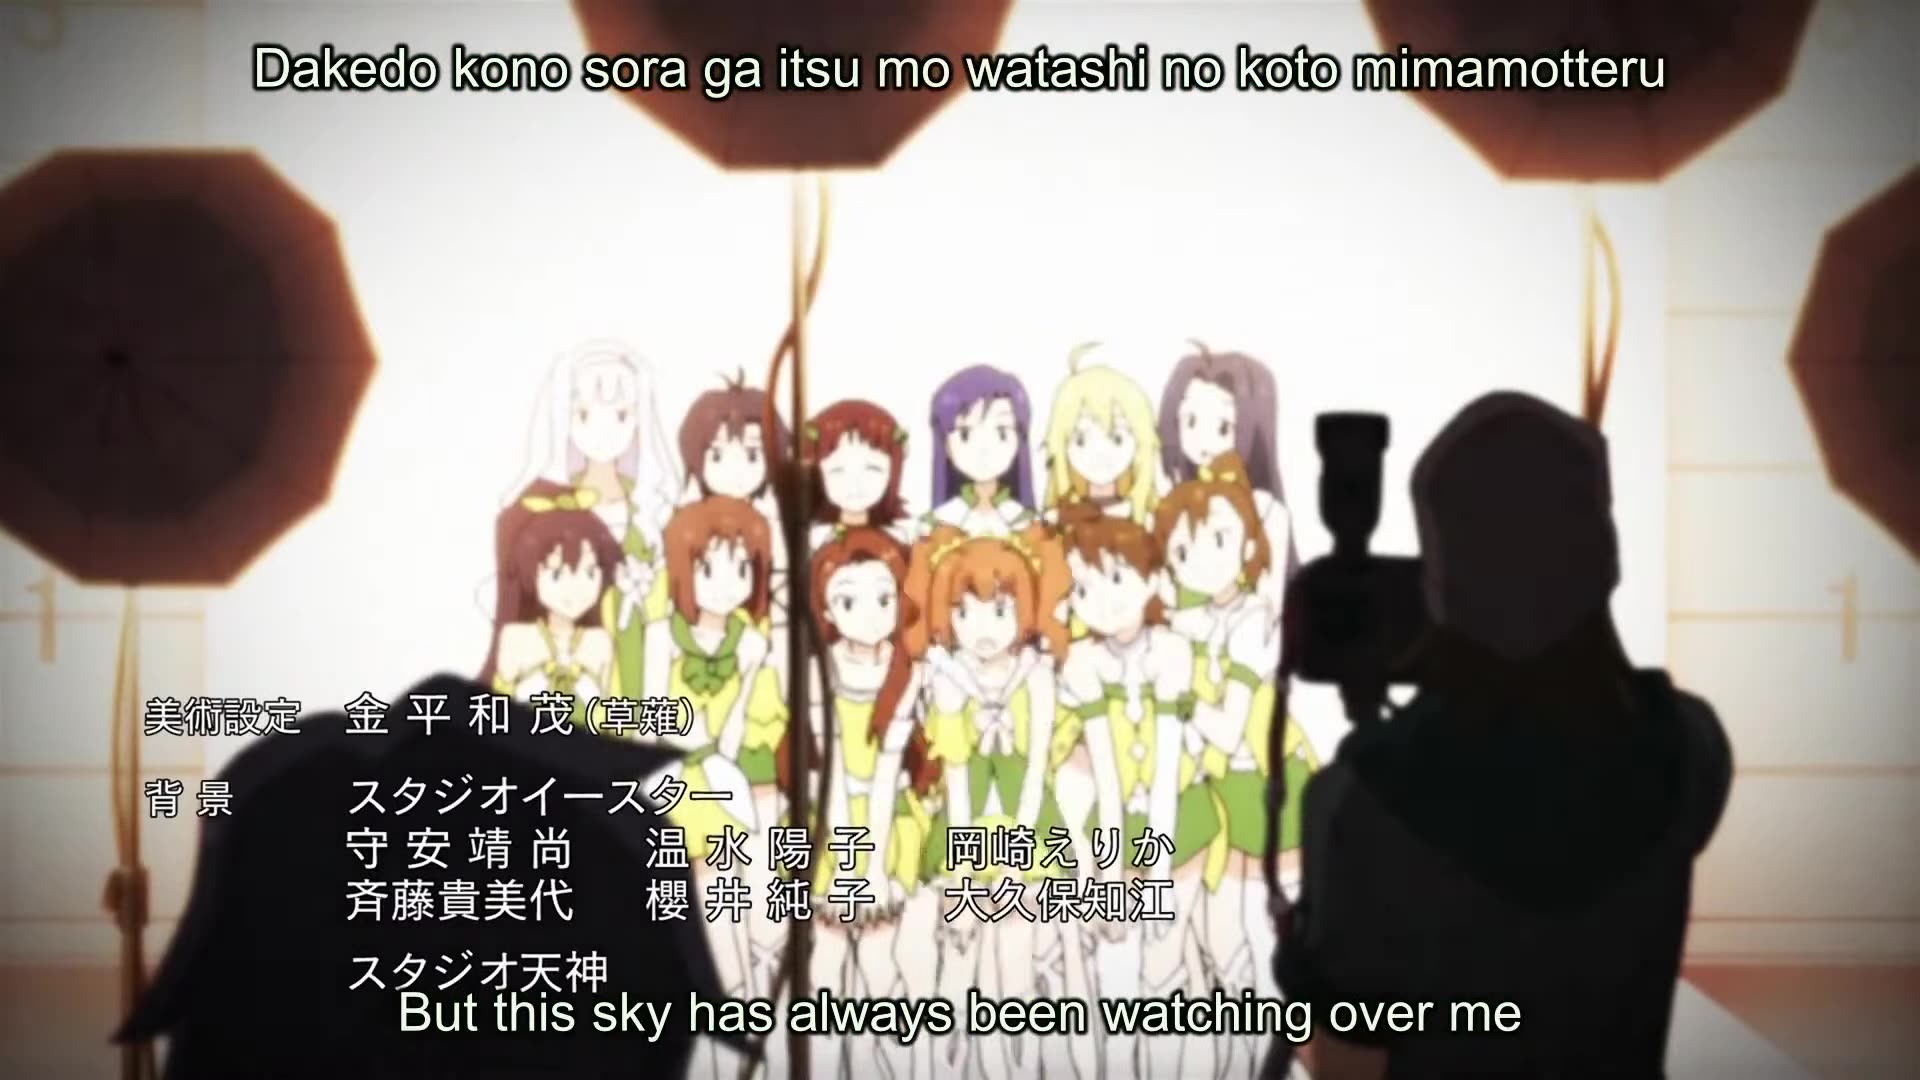 Dakedo kono sora ga itsu mo watashi no koto mimamotteru
美術設定 金平和茂(草薙)
背景 スタジオイースター
守安靖尚 温水陽子 岡崎えりか
斉藤貴美代 櫻井純子 大久保知江
スタジオ天神
But this sky has always been watching over me